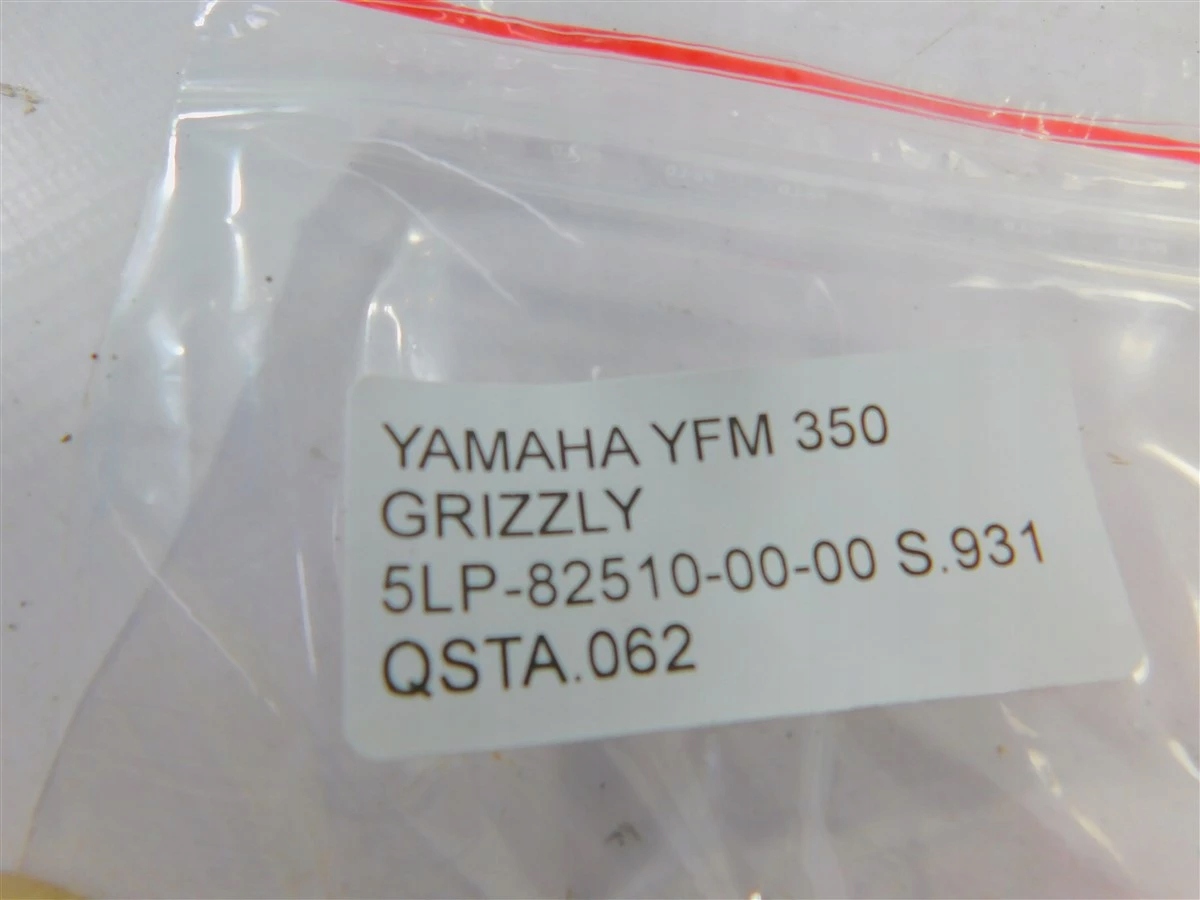 YAMAHA YFM 350
GRIZZLY
5LP-82510-00-00 S.931
QSTA.062